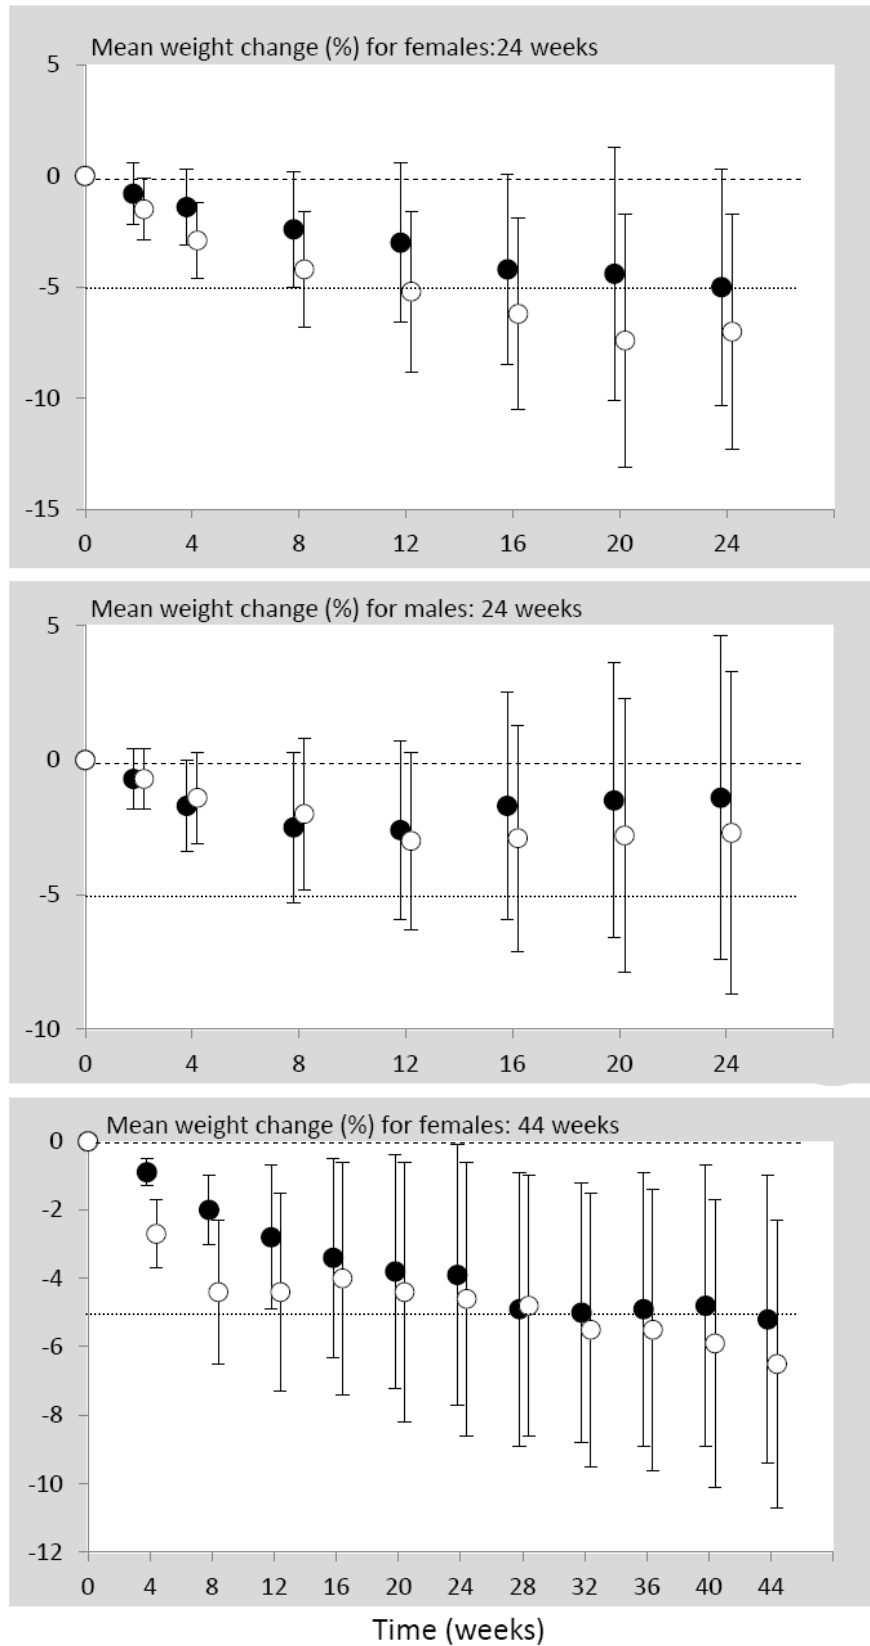 Mean weight change (%) for females:24 weeks
5
0
-5
-10
-15
0 4 8 12 16 20 24
Mean weight change (%) for males: 24 weeks
5
0
-5
-10
0 4 8 12 16 20 24
Mean weight change (%) for females: 44 weeks
0
-2
-4
-6
-8
-10
-12
0 4 8 12 16 20 24 28 32 36 40 44
Time (weeks)